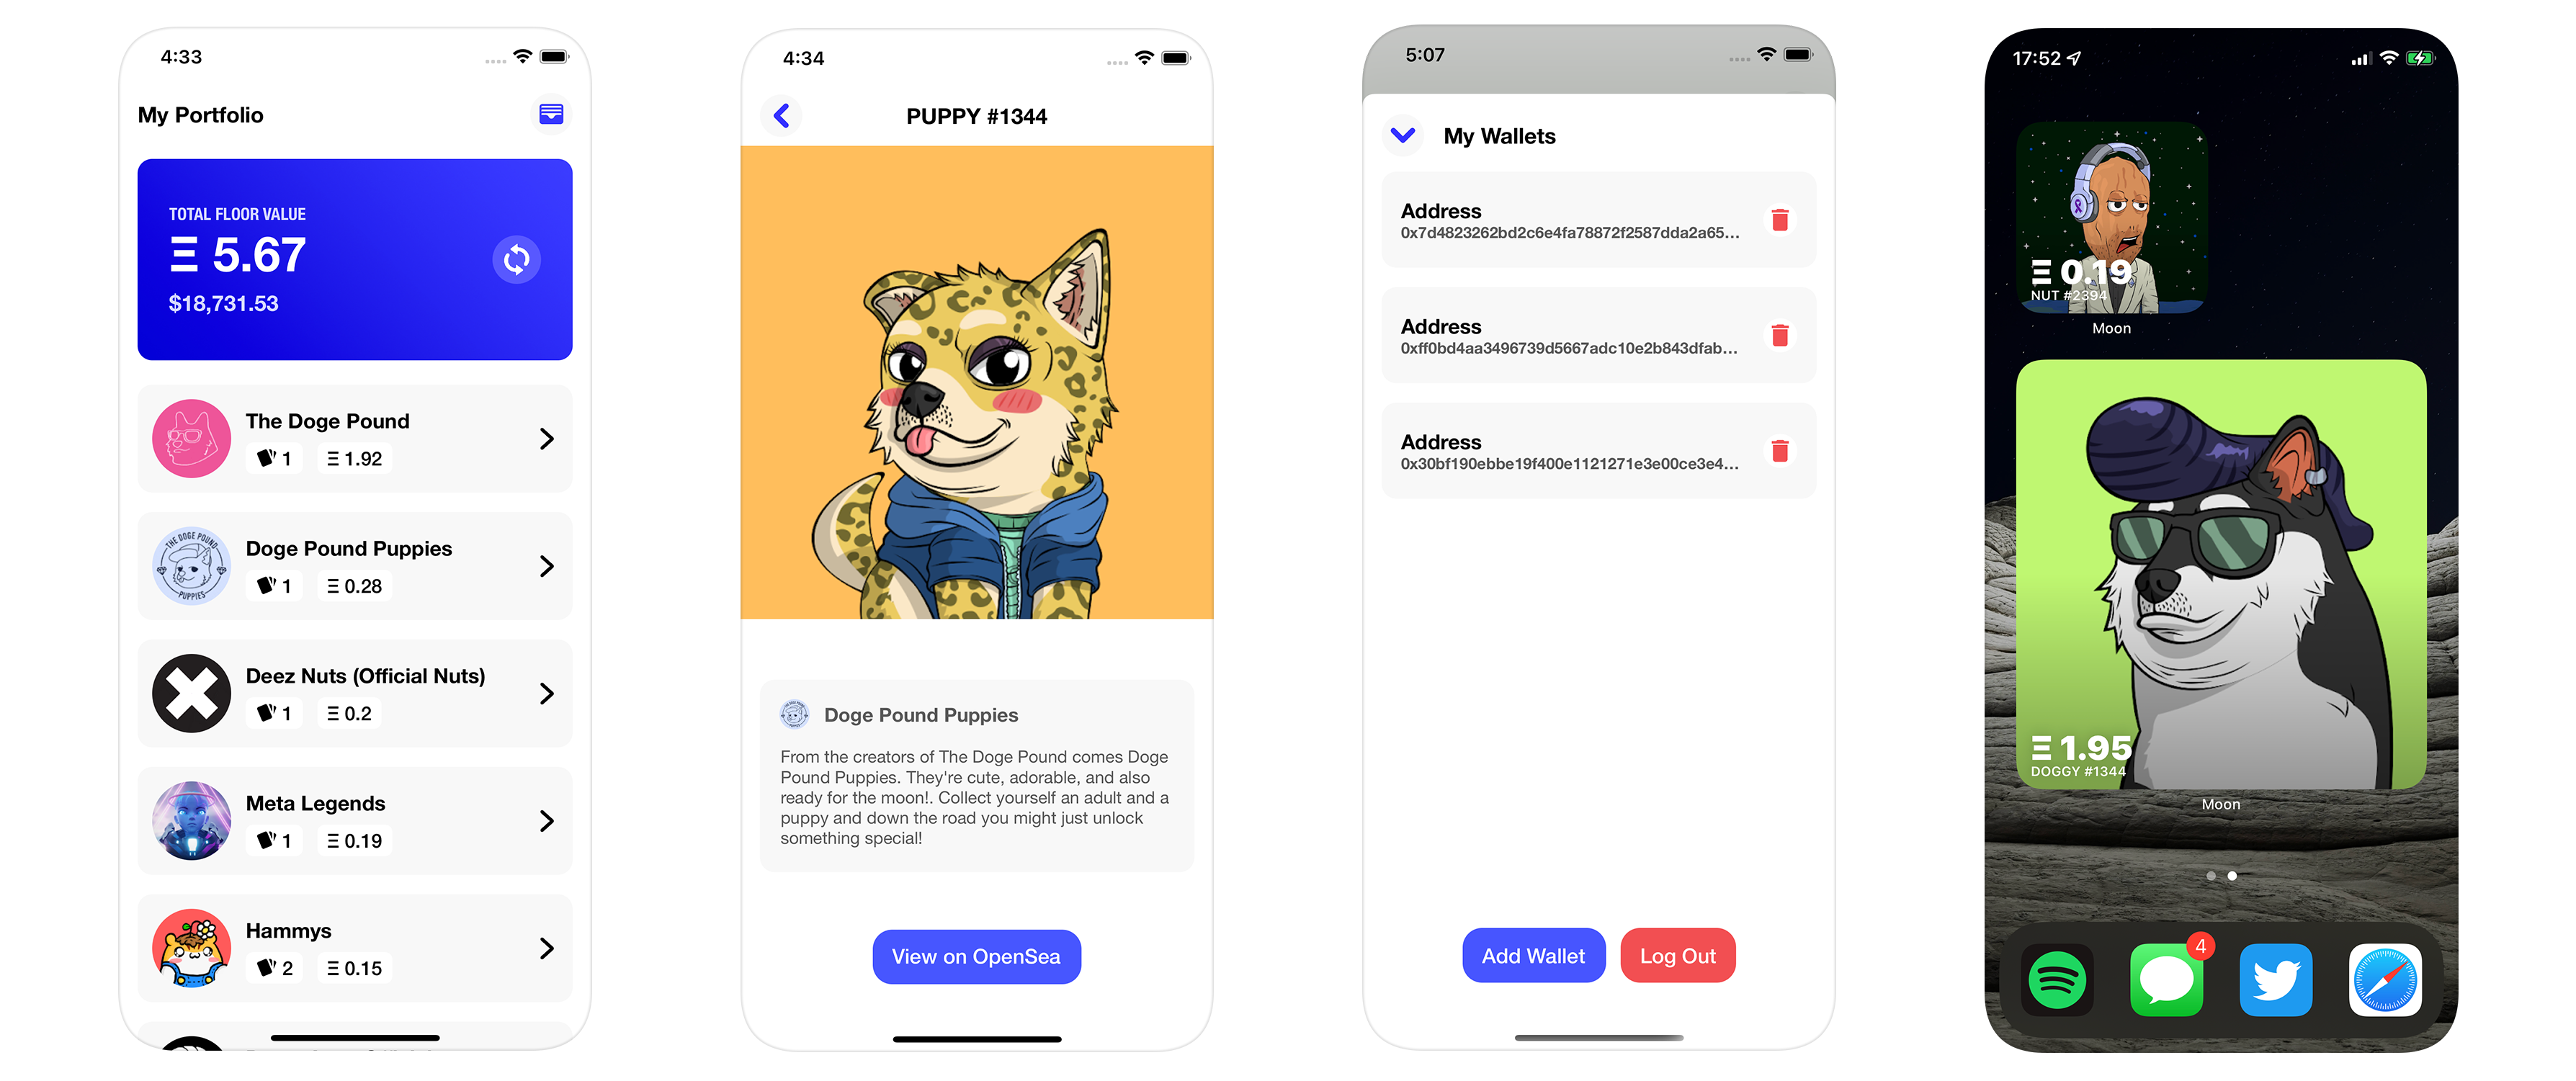 4:33
My Portfolio
TOTAL FLOOR VALUE
Ξ 5.67
$18,731.53
The Doge Pound
1 Ξ 1.92
THE DOGE POUND
PUPPIES
Doge Pound Puppies
1 Ξ 0.28
Deez Nuts (Official Nuts)
1 Ξ 0.2
Meta Legends
1 Ξ 0.19
Hammys
2 Ξ 0.15
4:34
PUPPY #1344
Doge Pound Puppies
From the creators of The Doge Pound comes Doge
Pound Puppies. They're cute, adorable, and also
ready for the moon!. Collect yourself an adult and a
puppy and down the road you might just unlock
something special!
View on OpenSea
5:07
My Wallets
Address
0x7d4823262bd2c6e4fa78872f2587dda2a65...
Address
0xff0bd4aa3496739d5667adc10e2b843dfab...
Address
0x30bf190ebbe19f400e1121271e3e00ce3e4...
Add Wallet
Log Out
17:52
Ξ 0.19
NUT #2394
Moon
Ξ 1.95
DOGGY #1344
Moon
4